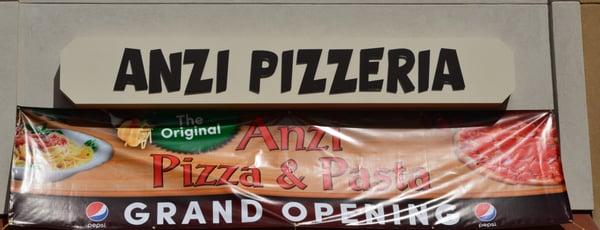 ANZI PIZZERIA
The
Original
Anzi
Pizza & Pasta
GRAND OPENING
pepsi pepsi